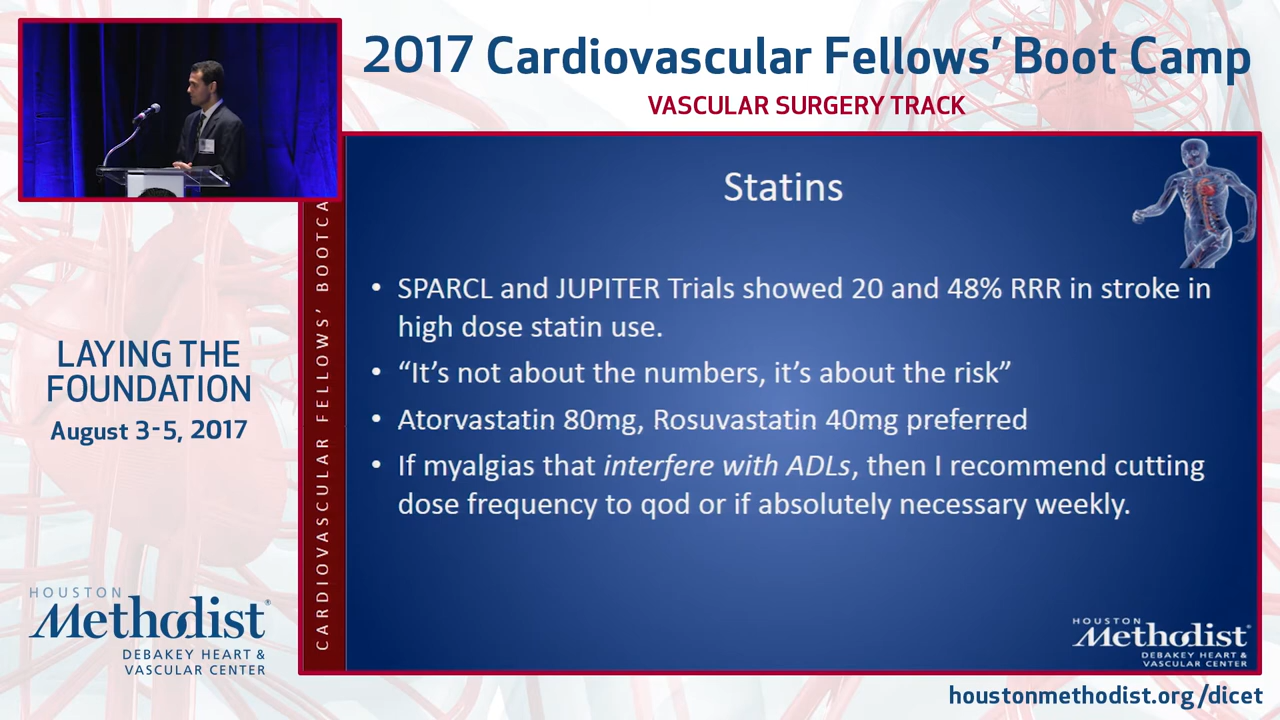 2017 Cardiovascular Fellows’ Boot Camp
VASCULAR SURGERY TRACK
LAYING THE
FOUNDATION
August 3-5, 2017
HOUSTON
Methodist®
DEBAKEY HEART &
VASCULAR CENTER
CARDIOVASCULAR FELLOWS’ BOOTCA
Statins
• SPARCL and JUPITER Trials showed 20 and 48% RRR in stroke in
high dose statin use.
• “It’s not about the numbers, it’s about the risk”
• Atorvastatin 80mg, Rosuvastatin 40mg preferred
• If myalgias that interfere with ADLs, then I recommend cutting
dose frequency to qod or if absolutely necessary weekly.
HOUSTON
Methodist®
DEBAKEY HEART &
VASCULAR CENTER
houstonmethodist.org/dicet